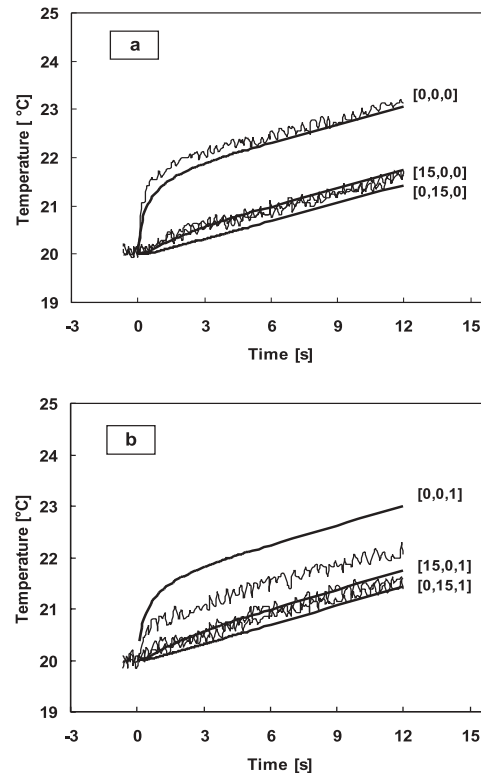 a
25
24
23
22
21
20
19
Temperature [ °C]
[0,0,0]
[15,0,0]
[0,15,0]
-3 0 3 6 9 12 15
Time [s]
b
25
24
23
22
21
20
19
Temperature [°C]
[0,0,1]
[15,0,1]
[0,15,1]
-3 0 3 6 9 12 15
Time [s]